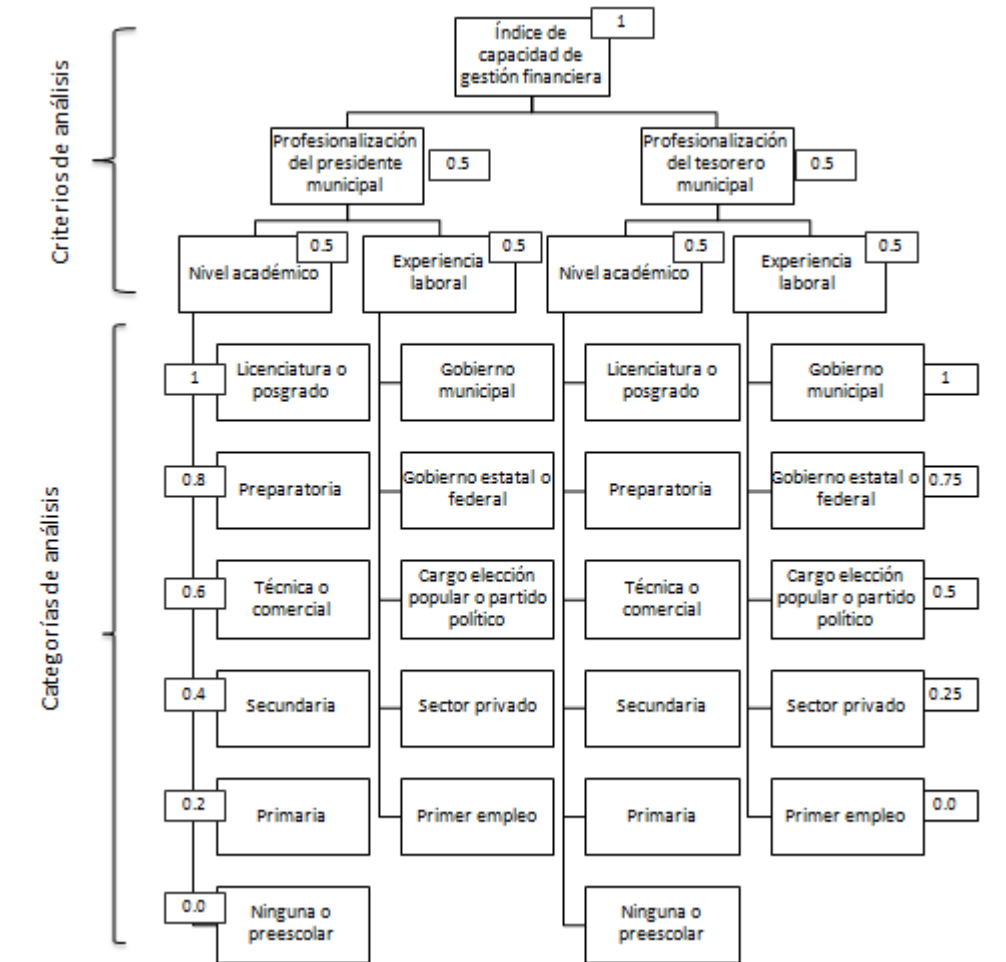 1
Índice de
capacidad de
gestión financiera
Criterios de análisis
Profesionalización
del presidente
municipal
0.5
Profesionalización
del tesorero
municipal
0.5
0.5
Nivel académico
0.5
Experiencia
laboral
0.5
Nivel académico
0.5
Experiencia
laboral
Categorías de análisis
1
Licenciatura o
posgrado
Gobierno
municipal
Licenciatura o
posgrado
Gobierno
municipal
1
0.8
Preparatoria
Gobierno estatal o
federal
Preparatoria
Gobierno estatal o
federal
0.75
0.6
Técnica o
comercial
Cargo elección
popular o partido
político
Técnica o
comercial
Cargo elección
popular o partido
político
0.5
0.4
Secundaria
Sector privado
Secundaria
Sector privado
0.25
0.2
Primaria
Primer empleo
Primaria
Primer empleo
0.0
0.0
Ninguna o
preescolar
Ninguna o
preescolar